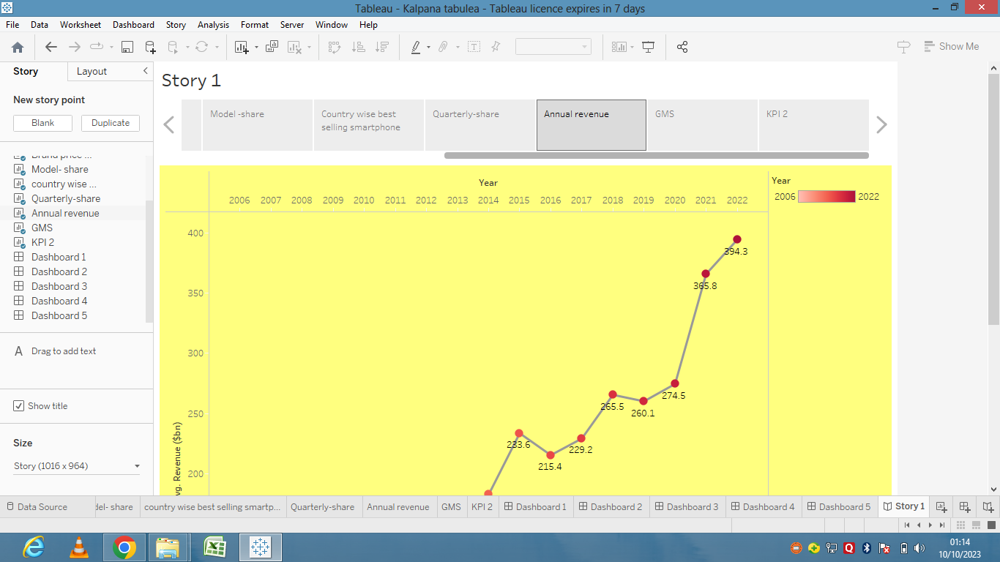 Tableau - Kalpana tabulea - Tableau licence expires in 7 days
File Data Worksheet Dashboard Story Analysis Format Server Window Help
Show Me
Story Layout
New story point
Blank Duplicate
Brand price ...
Model- share
country wise ...
Quarterly-share
Annual revenue
GMS
KPI 2
Dashboard 1
Dashboard 2
Dashboard 3
Dashboard 4
Dashboard 5
A Drag to add text
Show title
Size
Story (1016 x 964)
Story 1
Model -share
Country wise best
selling smartphone
Quarterly-share
Annual revenue
GMS
KPI 2
Year
2006 2007 2008 2009 2010 2011 2012 2013 2014 2015 2016 2017 2018 2019 2020 2021 2022
Year
2006 2022
400
350
300
250
200
vg. Revenue ($bn)
394.3
365.8
274.5
265.5
260.1
233.6
229.2
215.4
Data Source del- share country wise best selling smartp... Quarterly-share Annual revenue GMS KPI 2 Dashboard 1 Dashboard 2 Dashboard 3 Dashboard 4 Dashboard 5 Story 1
01:14
10/10/2023